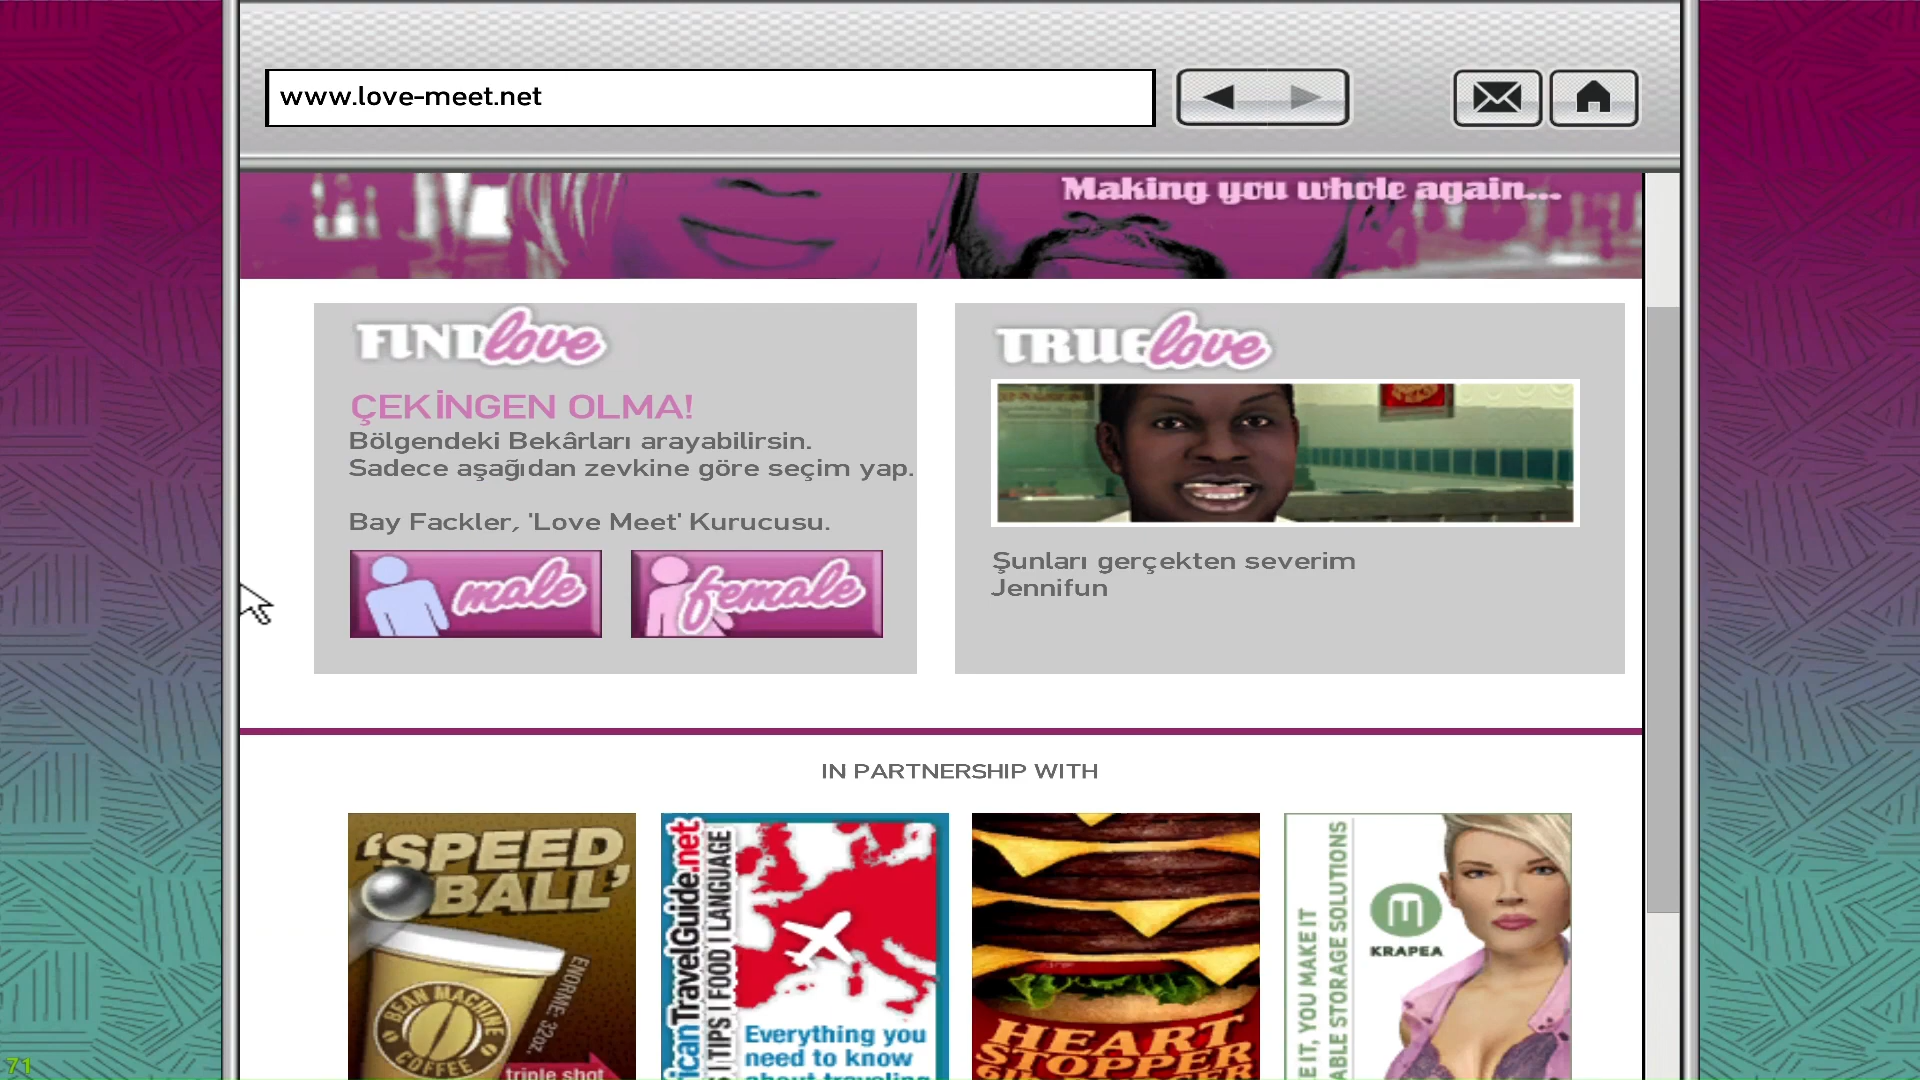 www.love-meet.net
Making you whole again...
FIND love
ÇEKİNGEN OLMA!
Bölgendeki Bekârları arayabilirsin.
Sadece aşağıdan zevkine göre seçim yap.
Bay Fackler, 'Love Meet' Kurucusu.
male
female
TRUE love
Şunları gerçekten severim
Jennifun
IN PARTNERSHIP WITH
'SPEED
BALL'
BEAN MACHINE
COFFEE
ENORME: 32oz.
triple shot
icanTravelGuide.net
TIPS | FOOD | LANGUAGE
Everything you
need to know
about traveling
HEART
STOPPER
E IT, YOU MAKE IT
ABLE STORAGE SOLUTIONS
KRAPEA
71